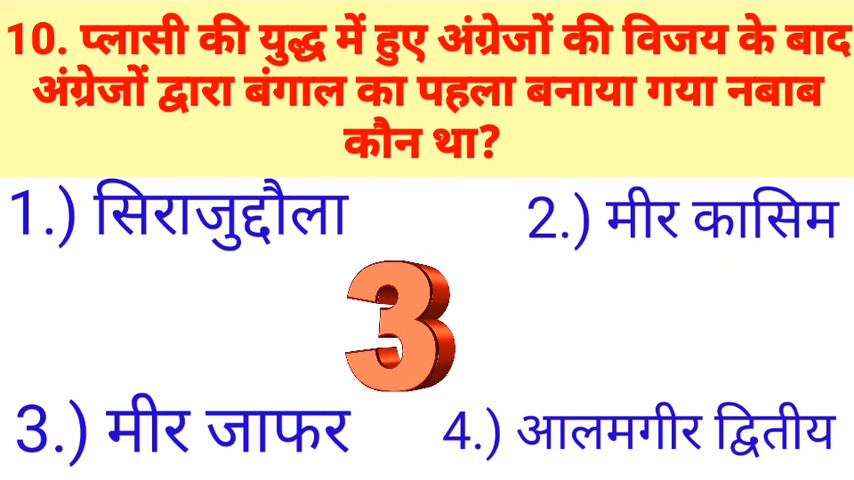 10. प्लासी की युद्ध में हुए अंग्रेजों की विजय के बाद
अंग्रेजों द्वारा बंगाल का पहला बनाया गया नबाब
कौन था?
1.) सिराजुद्दौला
2.) मीर कासिम
3
3.) मीर जाफर
4.) आलमगीर द्वितीय